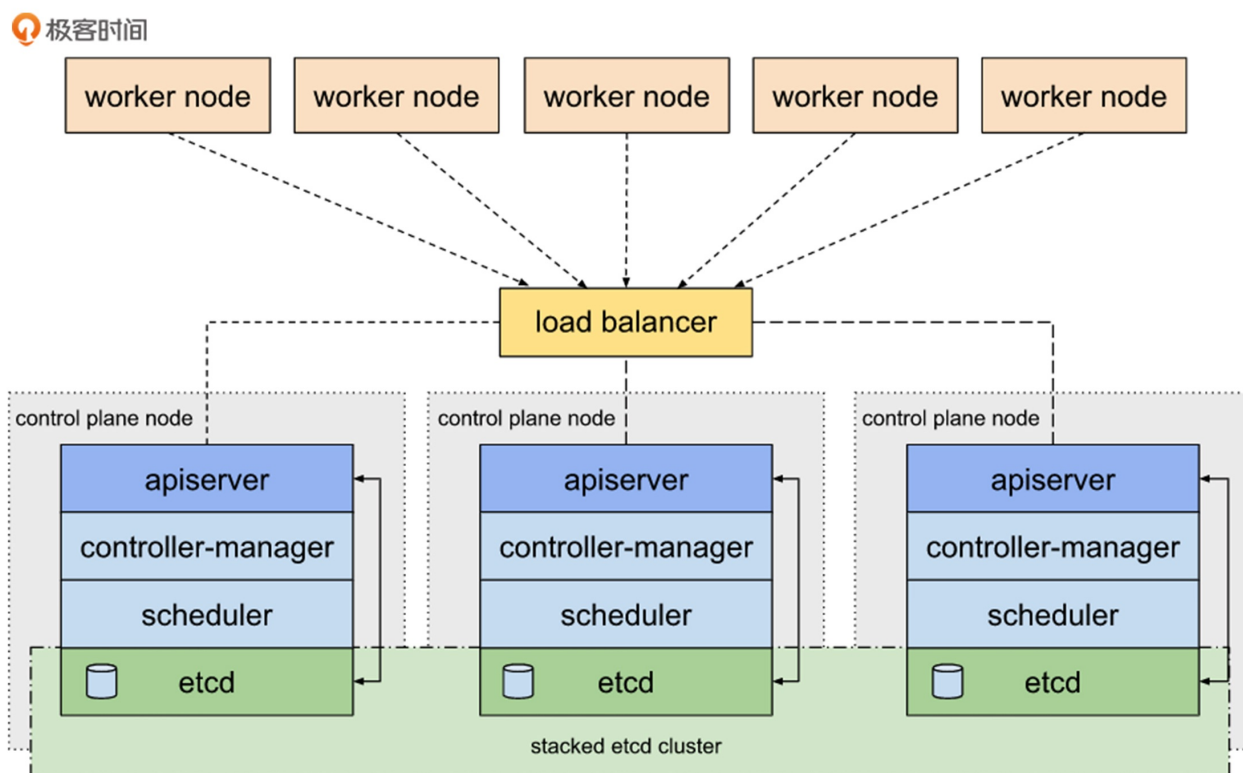 极客时间
worker node
worker node
worker node
worker node
worker node
load balancer
control plane node
control plane node
control plane node
apiserver
apiserver
apiserver
controller-manager
controller-manager
controller-manager
scheduler
scheduler
scheduler
etcd
etcd
etcd
stacked etcd cluster